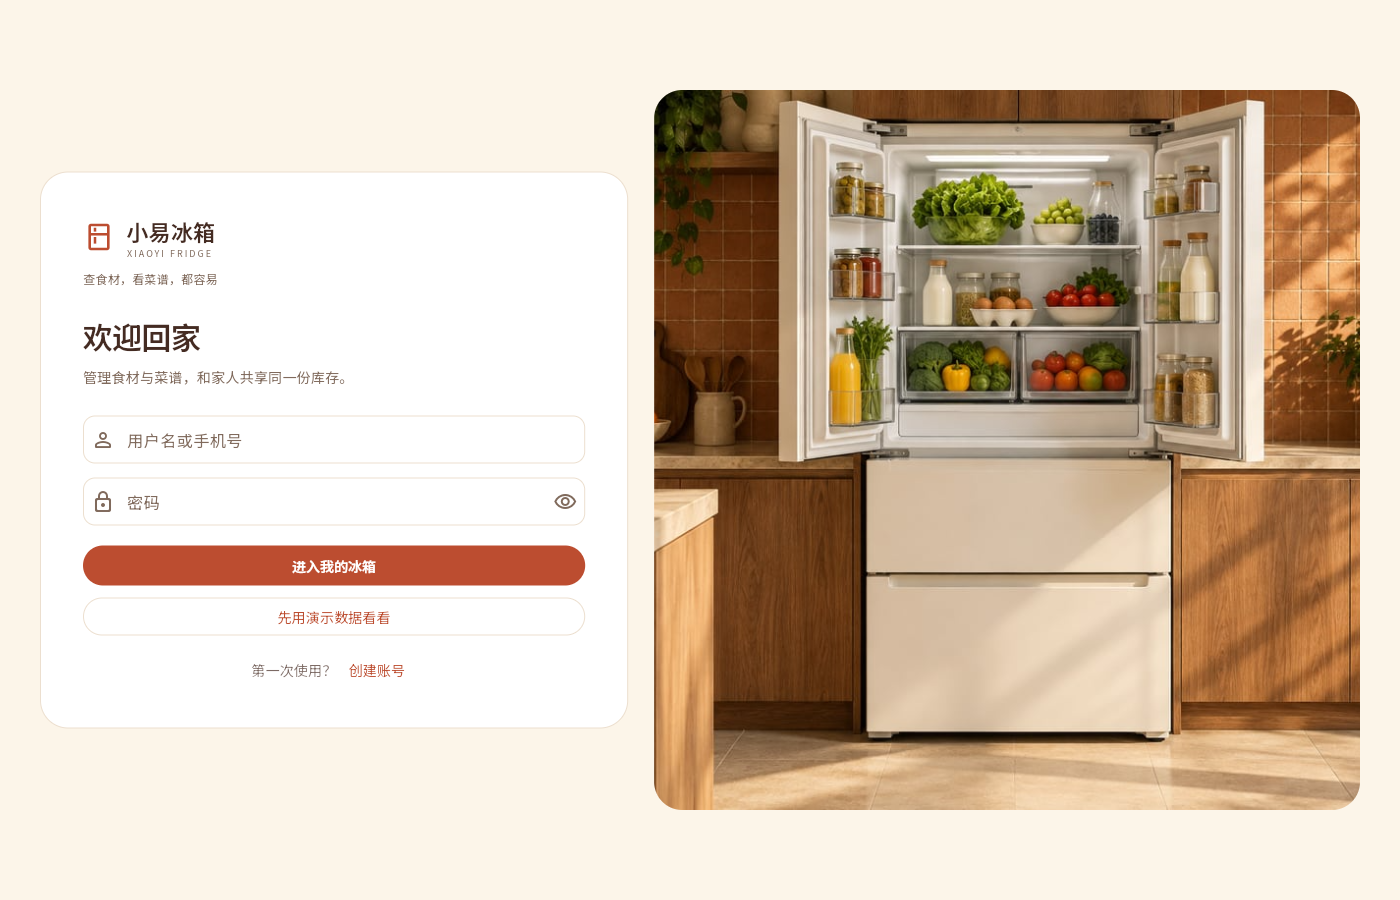 小易冰箱
XIAOYI FRIDGE
查食材，看菜谱，都容易
欢迎回家
管理食材与菜谱，和家人共享同一份库存。
用户名或手机号
密码
进入我的冰箱
先用演示数据看看
第一次使用？ 创建账号